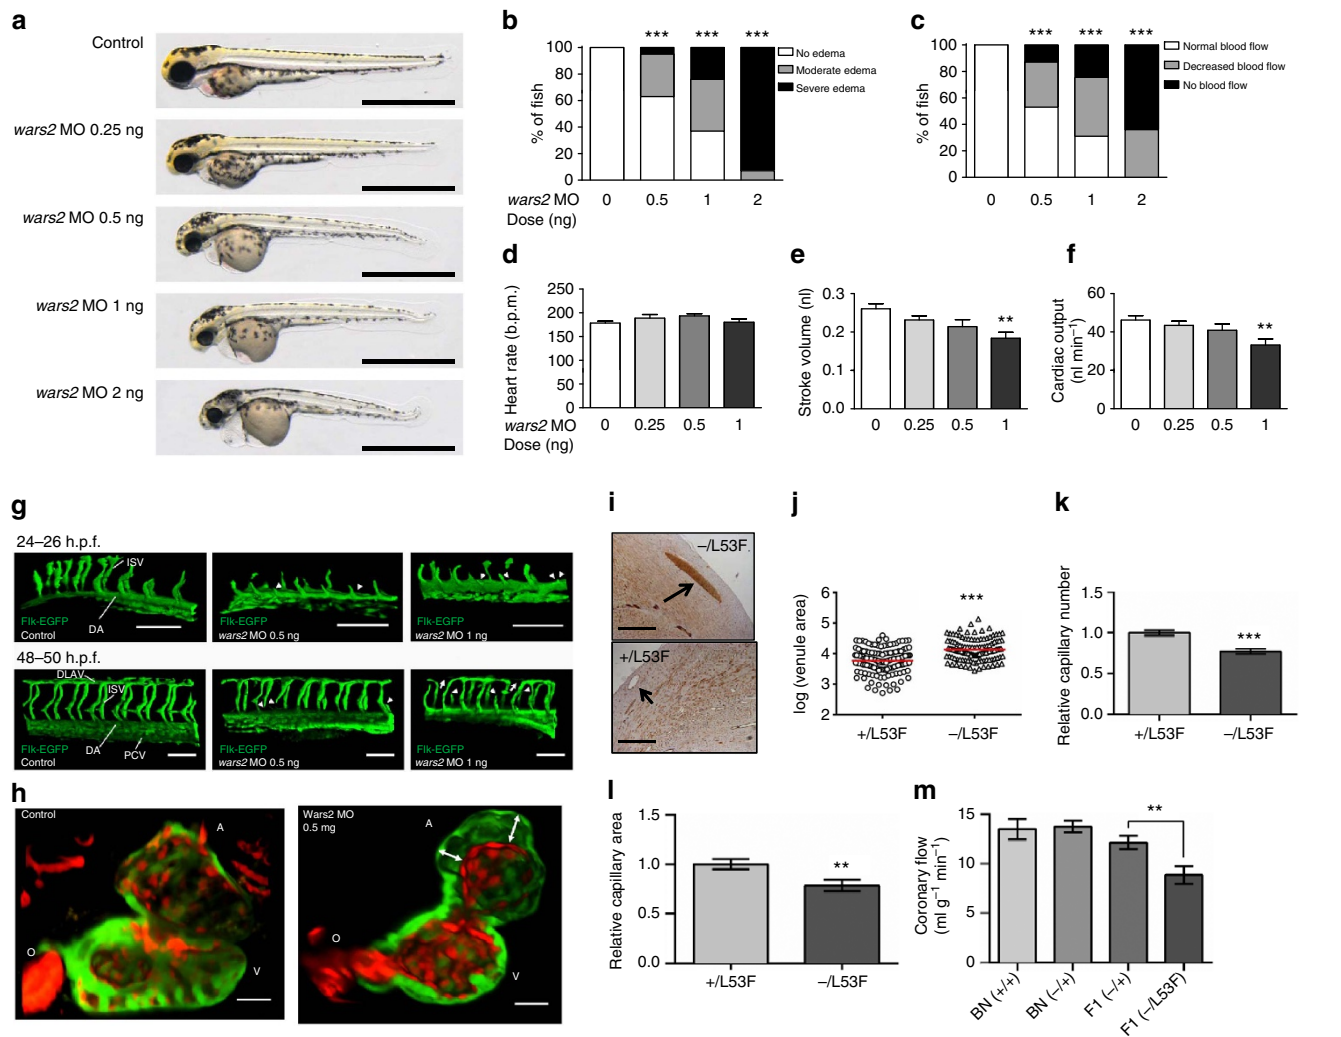 a
Control
wars2 MO 0.25 ng
wars2 MO 0.5 ng
wars2 MO 1 ng
wars2 MO 2 ng
b
% of fish
100
80
60
40
20
0
*** *** ***
No edema
Moderate edema
Severe edema
wars2 MO 0 0.5 1 2
Dose (ng)
c
% of fish
100
80
60
40
20
0
*** *** ***
Normal blood flow
Decreased blood flow
No blood flow
0 0.5 1 2
d
Heart rate (b.p.m.)
250
200
150
100
50
0
wars2 MO 0 0.25 0.5 1
Dose (ng)
e
Stroke volume (nl)
0.3
0.2
0.1
0.0
**
0 0.25 0.5 1
f
Cardiac output
(nl min⁻¹)
60
40
20
0
**
0 0.25 0.5 1
g
24–26 h.p.f.
ISV
DA
Flk-EGFP
Control
Flk-EGFP
wars2 MO 0.5 ng
Flk-EGFP
wars2 MO 1 ng
48–50 h.p.f.
DLAV
ISV
DA
PCV
Flk-EGFP
Control
Flk-EGFP
wars2 MO 0.5 ng
Flk-EGFP
wars2 MO 1 ng
h
Control
A
O
V
Wars2 MO
0.5 mg
A
O
V
i
–/L53F
+/L53F
j
log (venule area)
6
5
4
3
2
***
+/L53F –/L53F
k
Relative capillary number
1.5
1.0
0.5
0.0
***
+/L53F –/L53F
l
Relative capillary area
1.5
1.0
0.5
0.0
**
+/L53F –/L53F
m
Coronary flow
(ml g⁻¹ min⁻¹)
15
10
5
0
**
BN (+/+)
BN (–/+)
F1 (–/+)
F1 (–/L53F)